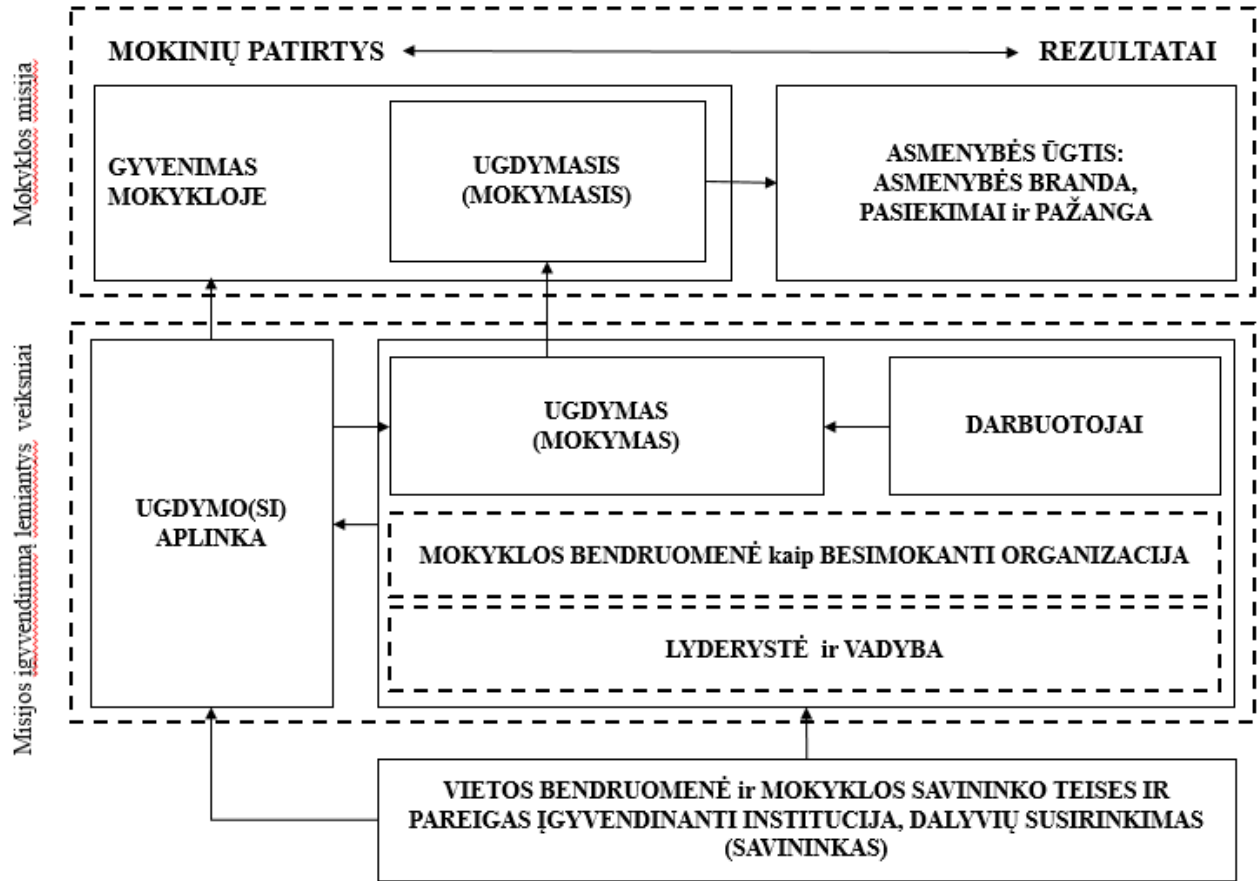 Mokyklos misija
MOKINIŲ PATIRTYS
REZULTATAI
GYVENIMAS
MOKYKLOJE
UGDYMASIS
(MOKYMASIS)
ASMENYBĖS ŪGTIS:
ASMENYBĖS BRANDA,
PASIEKIMAI ir PAŽANGA
Misijos įgyvendinimą lemiantys veiksniai
UGDYMO(SI)
APLINKA
UGDYMAS
(MOKYMAS)
DARBUOTOJAI
MOKYKLOS BENDRUOMENĖ kaip BESIMOKANTI ORGANIZACIJA
LYDERYSTĖ ir VADYBA
VIETOS BENDRUOMENĖ ir MOKYKLOS SAVININKO TEISES IR
PAREIGAS ĮGYVENDINANTI INSTITUCIJA, DALYVIŲ SUSIRINKIMAS
(SAVININKAS)